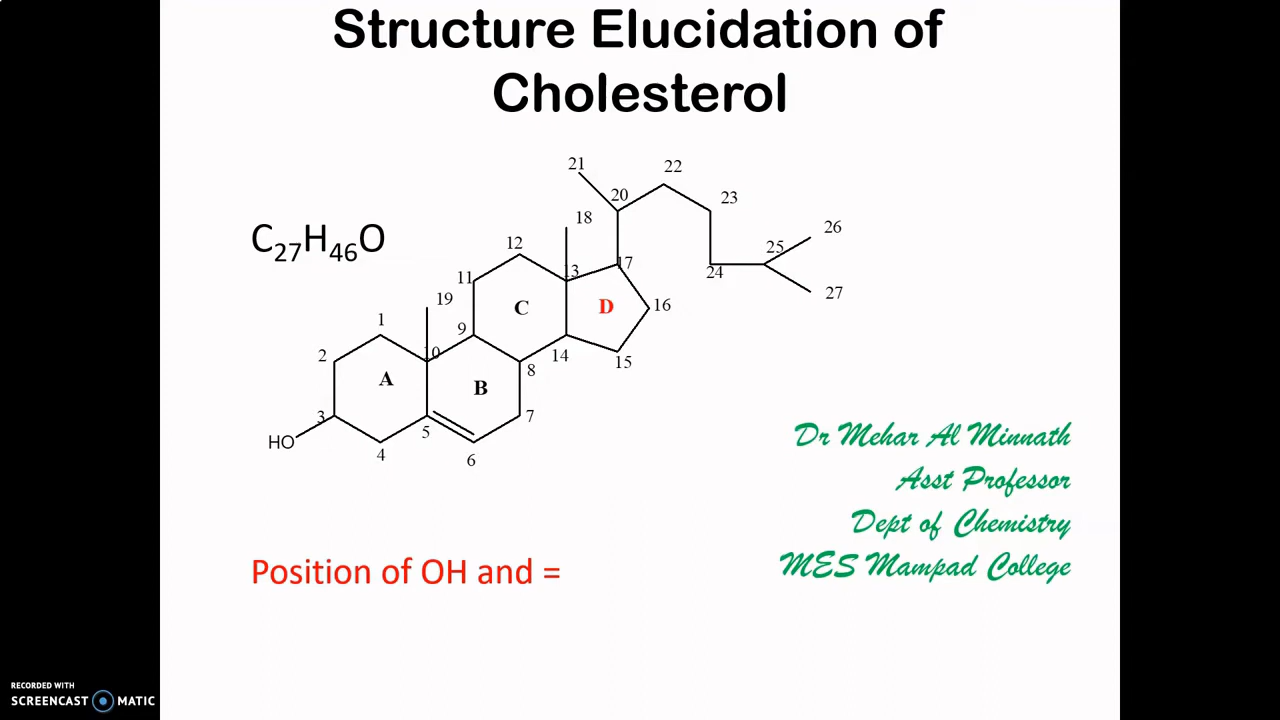 Structure Elucidation of
Cholesterol
21
22
20
23
18
C27H46O
26
12
25
13
17
11
24
27
19
C
D
16
1
9
10
2
14
15
8
A
B
3
7
5
HO
4
6
Dr Mehar Al Minnath
Asst Professor
Dept of Chemistry
MES Mampad College
Position of OH and =
RECORDED WITH
SCREENCAST MATIC